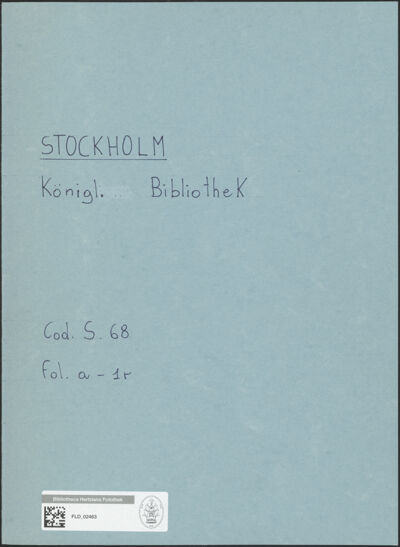 STOCKHOLM
Königl. Bibliothek
Cod. S. 68
Fol. a - 1r
Bibliotheca Hertziana Fotothek
FLD_02463